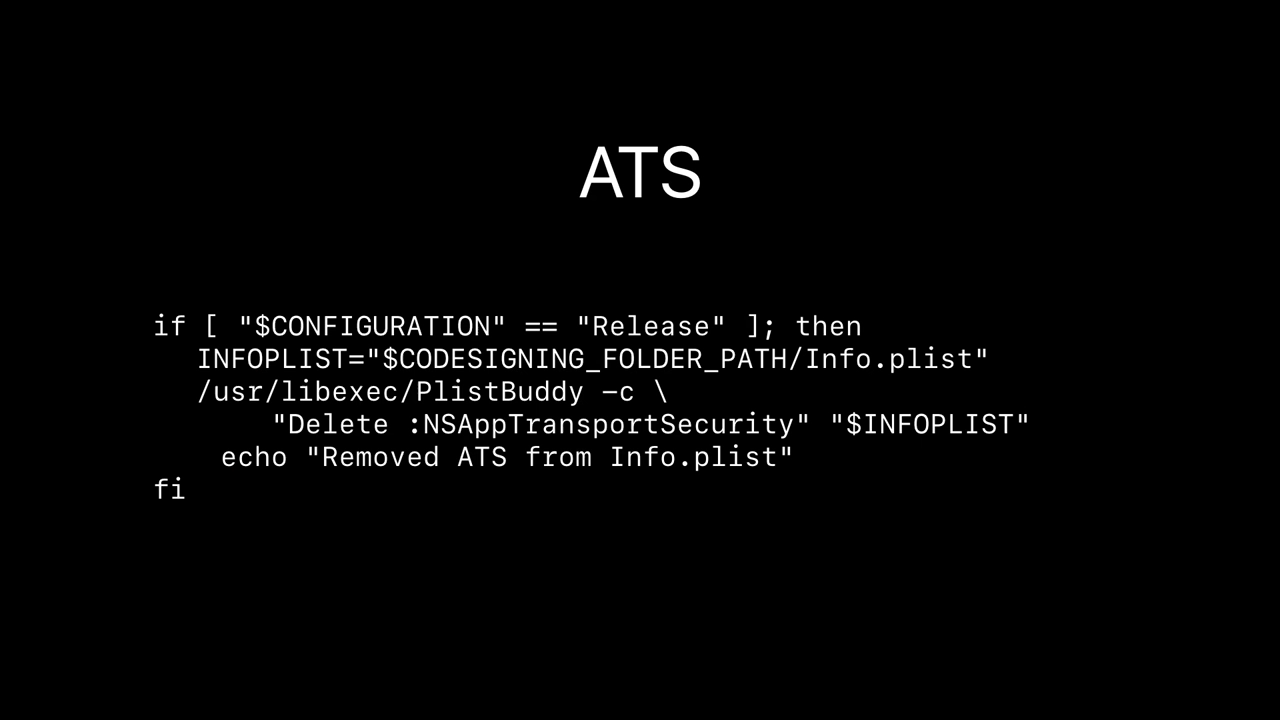 ATS
if [ "$CONFIGURATION" == "Release" ]; then
INFOPLIST="$CODESIGNING_FOLDER_PATH/Info.plist"
/usr/libexec/PlistBuddy -c \
"Delete :NSAppTransportSecurity" "$INFOPLIST"
echo "Removed ATS from Info.plist"
fi